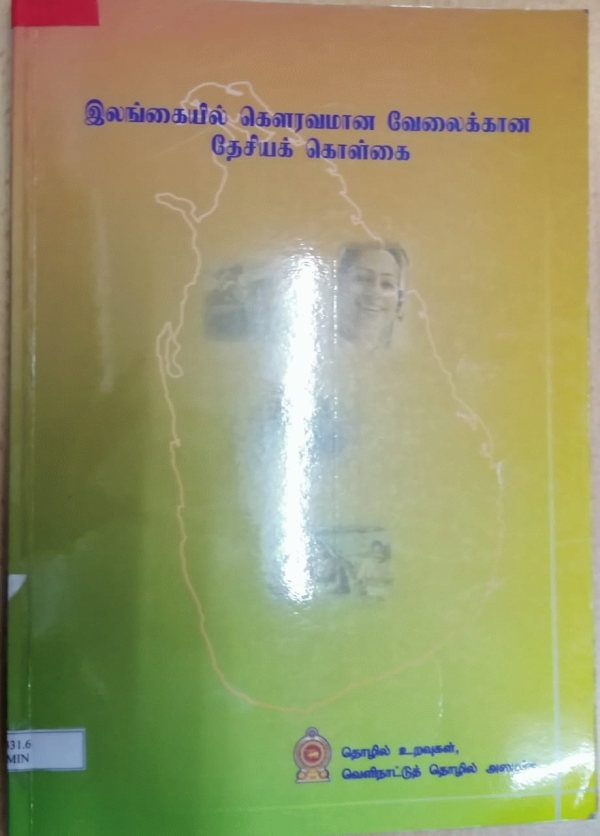 இலங்கையில் கௌரவமான வேலைக்கான
தேசியக் கொள்கை
தொழில் உறவுகள்,
வெளிநாட்டுத் தொழில்
331.6
MIN